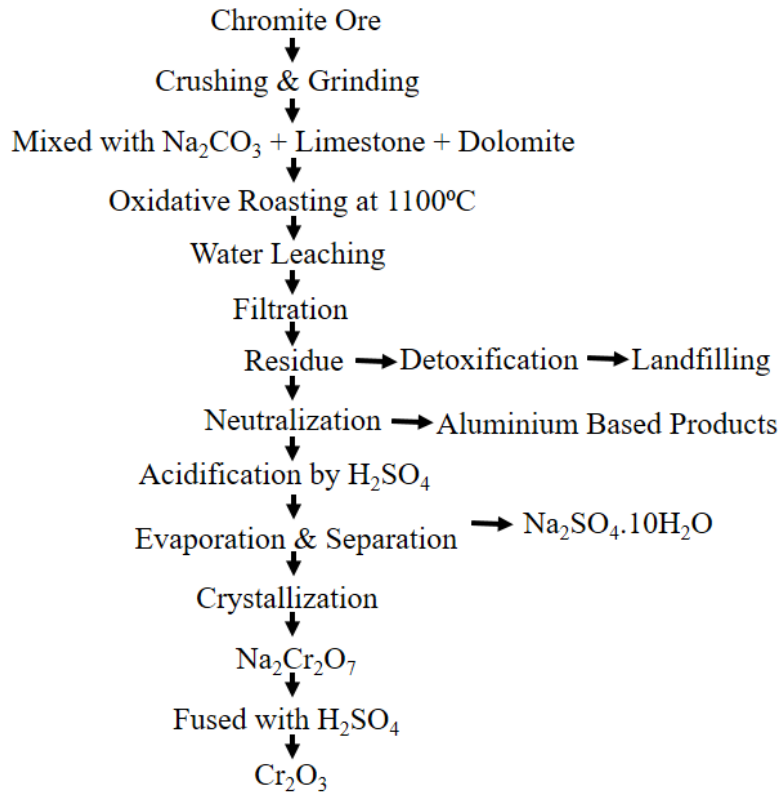 Chromite Ore
Crushing & Grinding
Mixed with Na₂CO₃ + Limestone + Dolomite
Oxidative Roasting at 1100ºC
Water Leaching
Filtration
Residue Detoxification Landfilling
Neutralization Aluminium Based Products
Acidification by H₂SO₄
Evaporation & Separation Na₂SO₄.10H₂O
Crystallization
Na₂Cr₂O₇
Fused with H₂SO₄
Cr₂O₃